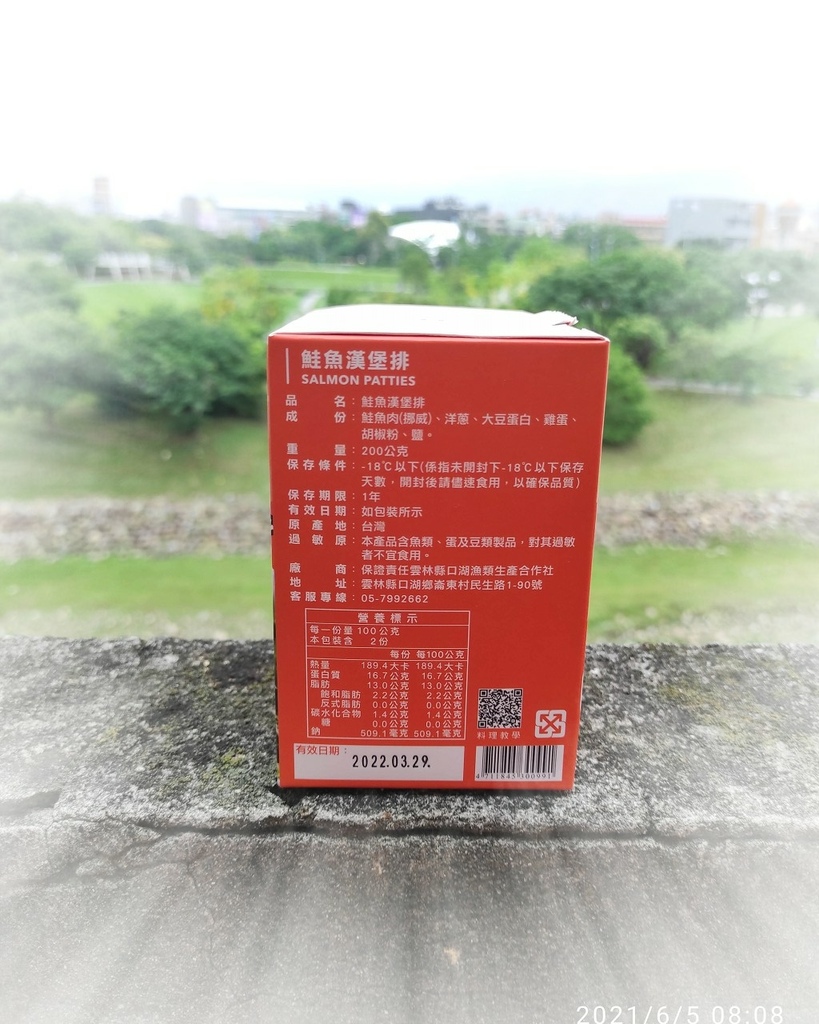 鮭魚漢堡排
SALMON PATTIES
品名：鮭魚漢堡排
成份：鮭魚肉(挪威)、洋蔥、大豆蛋白、雞蛋、
胡椒粉、鹽。
重量：200公克
保存條件：-18℃以下(係指未開封下-18℃以下保存
天數，開封後請儘速食用，以確保品質)
保存期限：1年
有效日期：如包裝所示
原產地：台灣
過敏原：本產品含魚類、蛋及豆類製品，對其過敏
者不宜食用。
廠商：保證責任雲林縣口湖漁類生產合作社
地址：雲林縣口湖鄉崙東村民生路1-90號
客服專線：05-7992662
營養標示
每一份量 100公克
本包裝含 2份
每份 每100公克
熱量 189.4大卡 189.4大卡
蛋白質 16.7公克 16.7公克
脂肪 13.0公克 13.0公克
飽和脂肪 2.2公克 2.2公克
反式脂肪 0.0公克 0.0公克
碳水化合物 1.4公克 1.4公克
糖 0.0公克 0.0公克
鈉 509.1毫克 509.1毫克
料理教學
有效日期：
2022.03.29.
4 711845 300991
2021/6/5 08:08